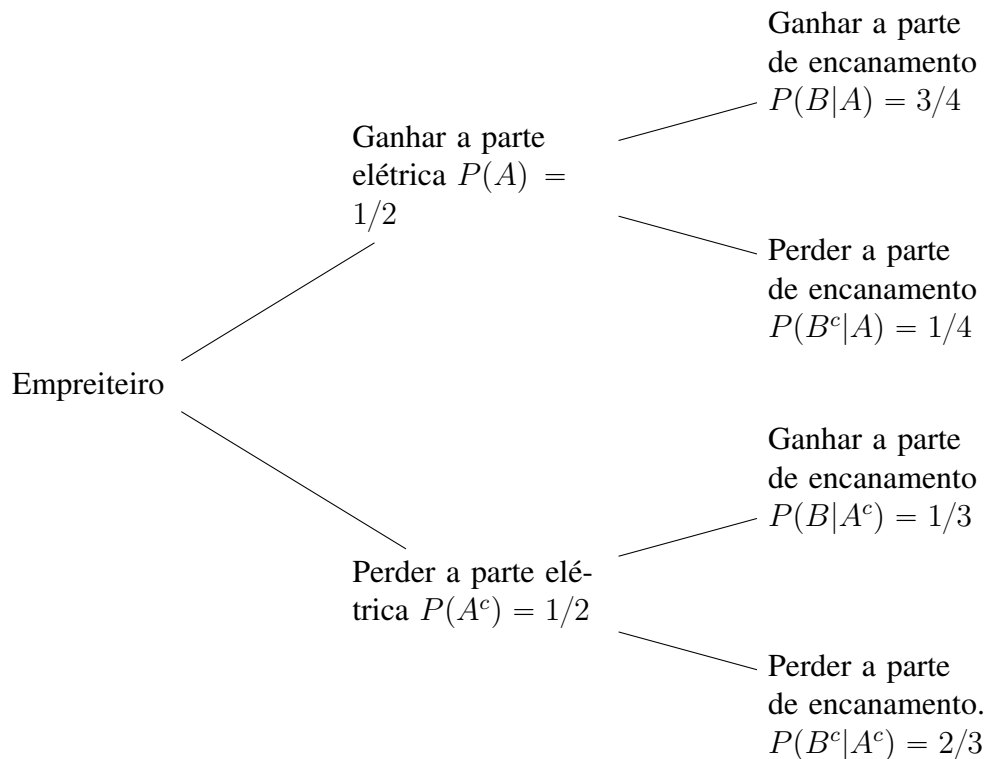 Ganhar a parte
de encanamento
P(B|A) = 3/4
Ganhar a parte
elétrica P(A) =
1/2
Perder a parte
de encanamento
P(B^c|A) = 1/4
Empreiteiro
Ganhar a parte
de encanamento
P(B|A^c) = 1/3
Perder a parte elé-
trica P(A^c) = 1/2
Perder a parte
de encanamento.
P(B^c|A^c) = 2/3